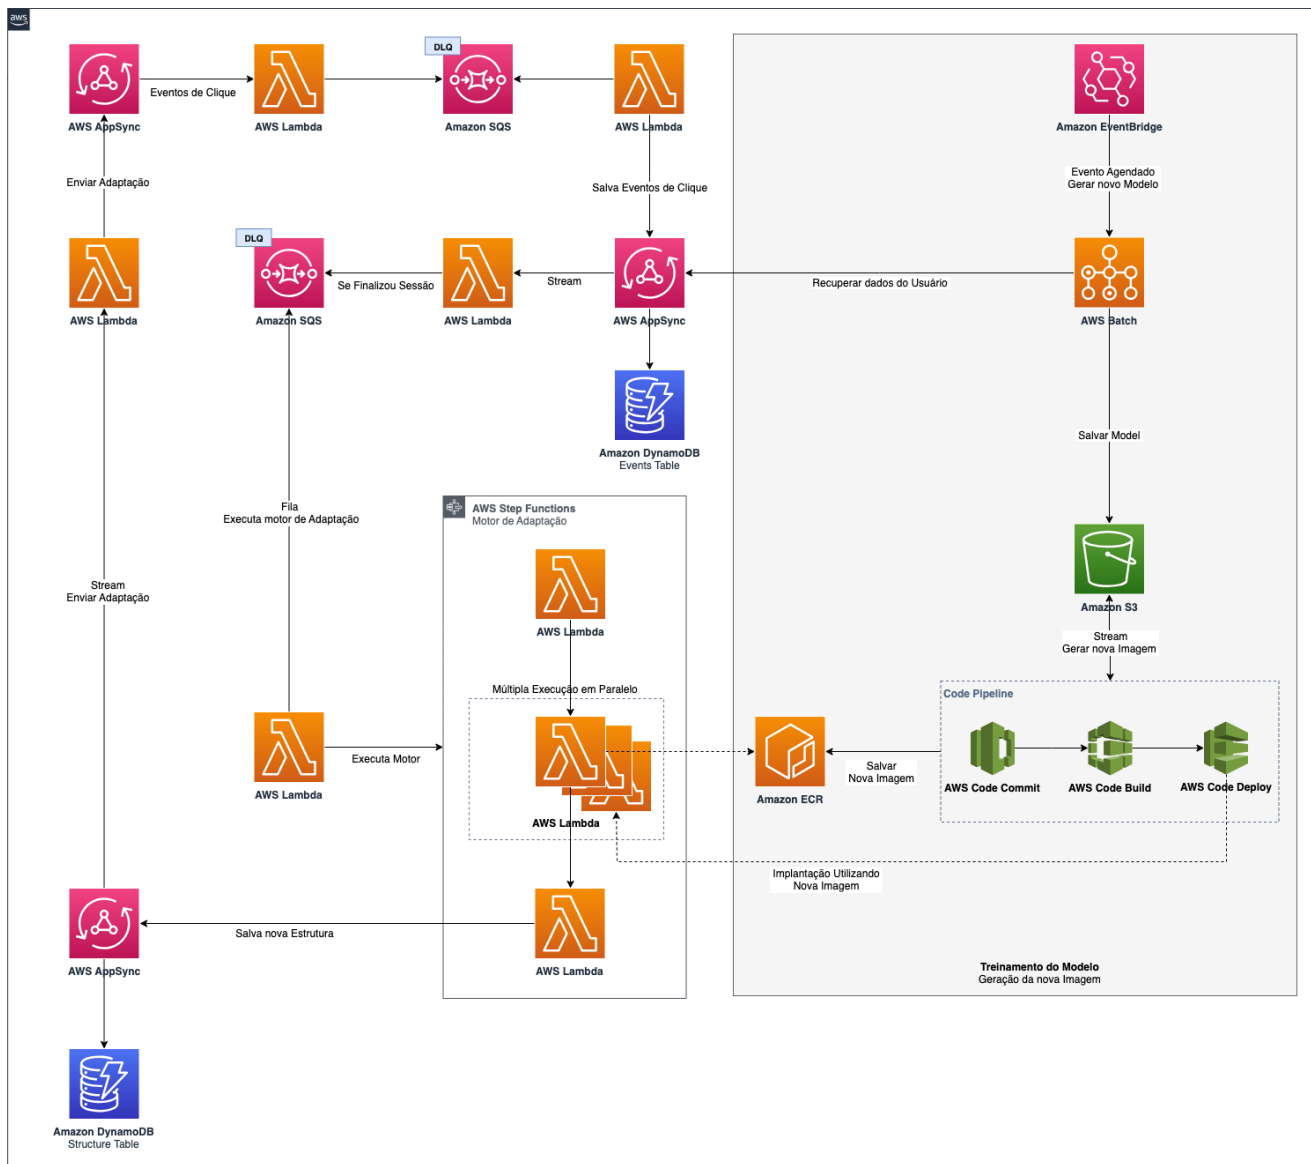 aws
DLQ
AWS AppSync
Eventos de Clique
AWS Lambda
Amazon SQS
AWS Lambda
Amazon EventBridge
Enviar Adaptação
Salva Eventos de Clique
Evento Agendado
Gerar novo Modelo
DLQ
AWS Lambda
Amazon SQS
Se Finalizou Sessão
AWS Lambda
Stream
AWS AppSync
Recuperar dados do Usuário
AWS Batch
Amazon DynamoDB
Events Table
Salvar Model
Fila
Executa motor de Adaptação
AWS Step Functions
Motor de Adaptação
Stream
Enviar Adaptação
AWS Lambda
Amazon S3
Stream
Gerar nova Imagem
Múltipla Execução em Paralelo
Code Pipeline
AWS Lambda
Executa Motor
AWS Lambda
Amazon ECR
Salvar
Nova Imagem
AWS Code Commit
AWS Code Build
AWS Code Deploy
Implantação Utilizando
Nova Imagem
AWS AppSync
Salva nova Estrutura
AWS Lambda
Treinamento do Modelo
Geração da nova Imagem
Amazon DynamoDB
Structure Table